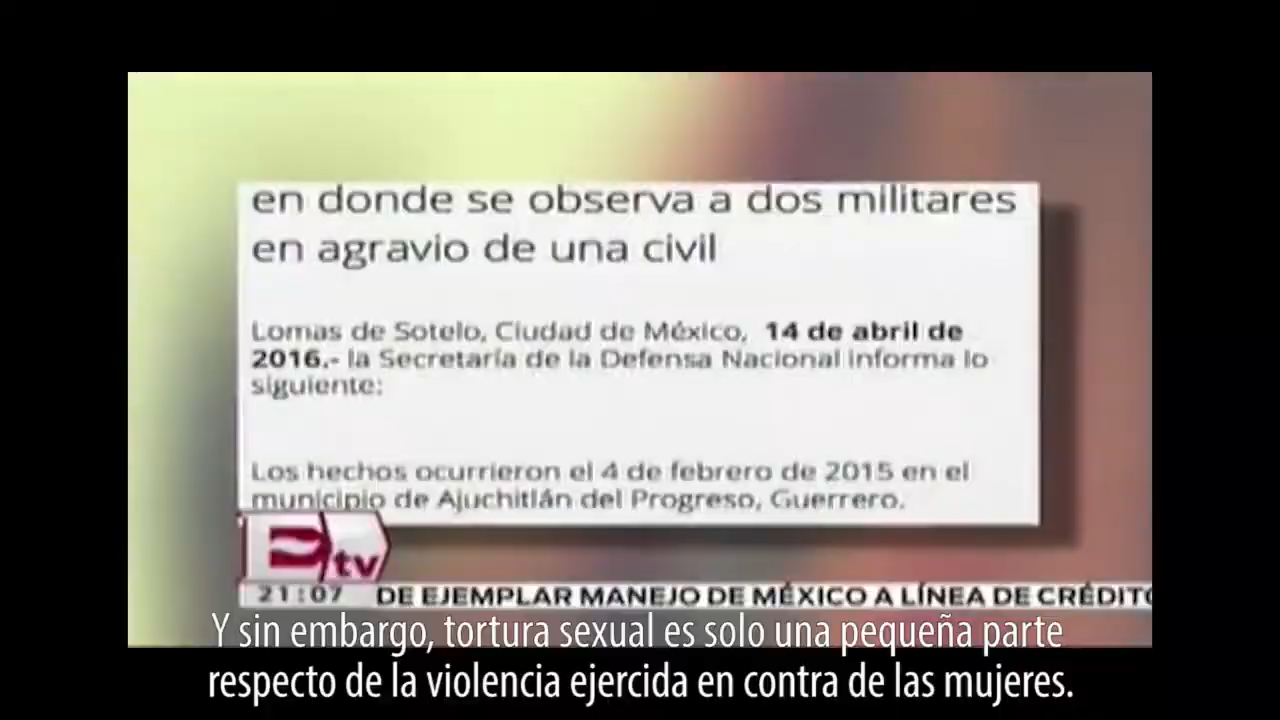 en donde se observa a dos militares
en agravio de una civil
Lomas de Sotelo, Ciudad de México, 14 de abril de
2016.- la Secretaría de la Defensa Nacional informa lo
siguiente:
Los hechos ocurrieron el 4 de febrero de 2015 en el
municipio de Ajuchitlán del Progreso, Guerrero.
tv
21:07 DE EJEMPLAR MANEJO DE MÉXICO A LÍNEA DE CRÉDITO
Y sin embargo, tortura sexual es solo una pequeña parte
respecto de la violencia ejercida en contra de las mujeres.